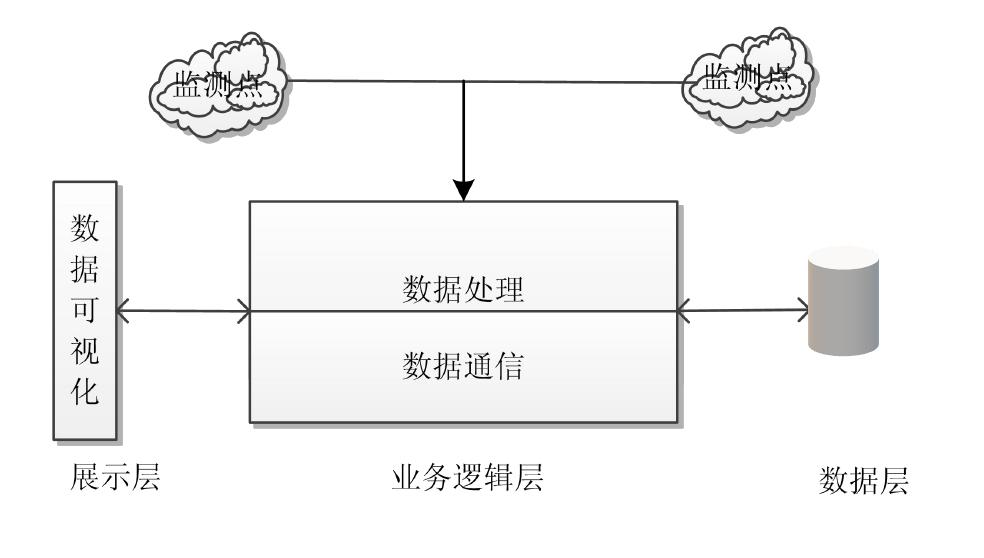 监测点
监测点
数据可视化
数据处理
数据通信
展示层
业务逻辑层
数据层